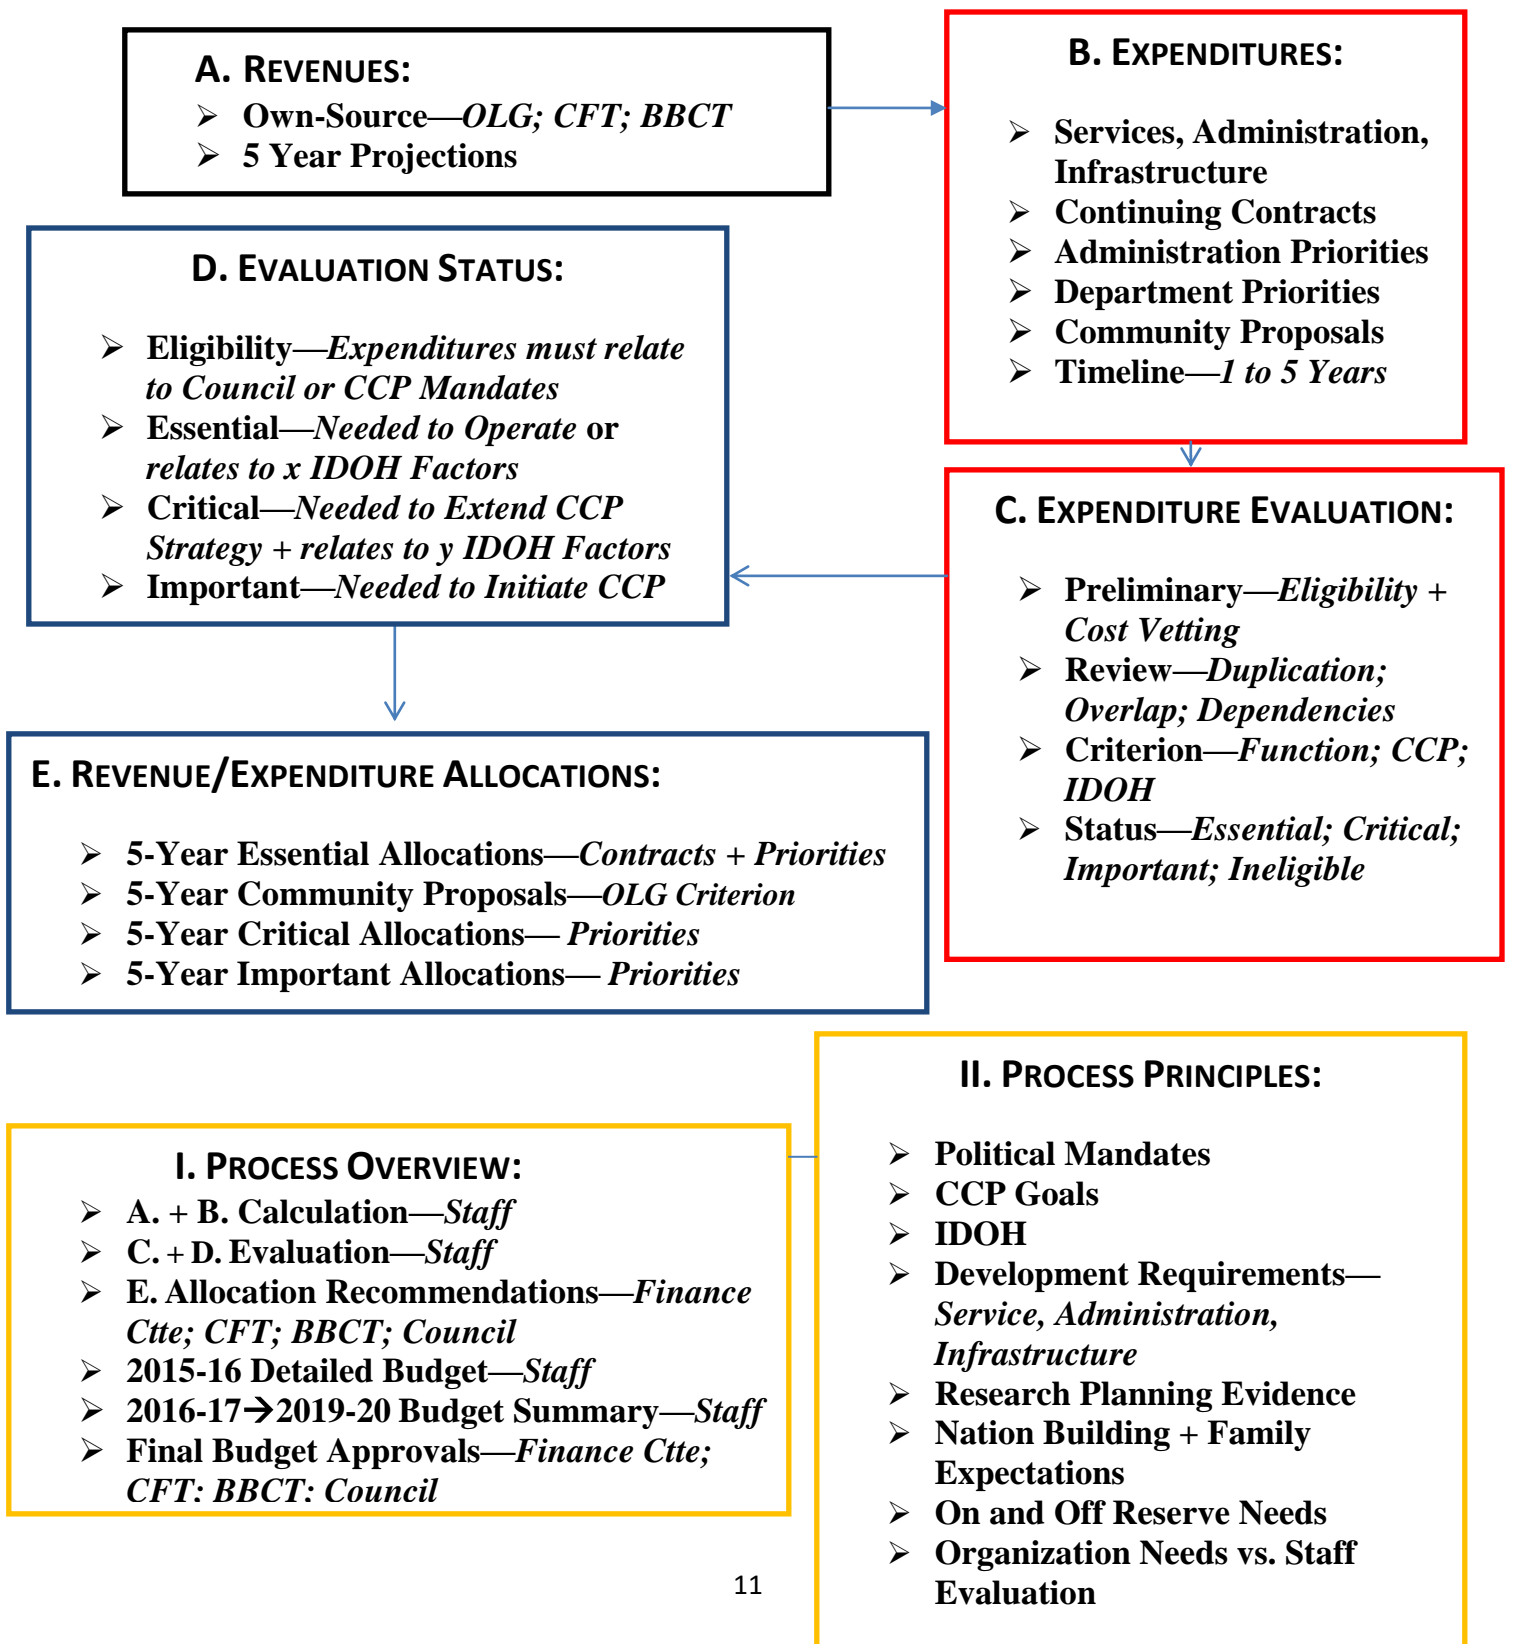 A. REVENUES:
➢ Own-Source—OLG; CFT; BBCT
➢ 5 Year Projections
B. EXPENDITURES:
➢ Services, Administration,
Infrastructure
➢ Continuing Contracts
➢ Administration Priorities
➢ Department Priorities
➢ Community Proposals
➢ Timeline—1 to 5 Years
C. EXPENDITURE EVALUATION:
➢ Preliminary—Eligibility +
Cost Vetting
➢ Review—Duplication;
Overlap; Dependencies
➢ Criterion—Function; CCP;
IDOH
➢ Status—Essential; Critical;
Important; Ineligible
D. EVALUATION STATUS:
➢ Eligibility—Expenditures must relate
to Council or CCP Mandates
➢ Essential—Needed to Operate or
relates to x IDOH Factors
➢ Critical—Needed to Extend CCP
Strategy + relates to y IDOH Factors
➢ Important—Needed to Initiate CCP
E. REVENUE/EXPENDITURE ALLOCATIONS:
➢ 5-Year Essential Allocations—Contracts + Priorities
➢ 5-Year Community Proposals—OLG Criterion
➢ 5-Year Critical Allocations— Priorities
➢ 5-Year Important Allocations— Priorities
I. PROCESS OVERVIEW:
➢ A. + B. Calculation—Staff
➢ C. + D. Evaluation—Staff
➢ E. Allocation Recommendations—Finance
Ctte; CFT; BBCT; Council
➢ 2015-16 Detailed Budget—Staff
➢ 2016-17→2019-20 Budget Summary—Staff
➢ Final Budget Approvals—Finance Ctte;
CFT; BBCT; Council
II. PROCESS PRINCIPLES:
➢ Political Mandates
➢ CCP Goals
➢ IDOH
➢ Development Requirements—
Service, Administration,
Infrastructure
➢ Research Planning Evidence
➢ Nation Building + Family
Expectations
➢ On and Off Reserve Needs
➢ Organization Needs vs. Staff
Evaluation
11